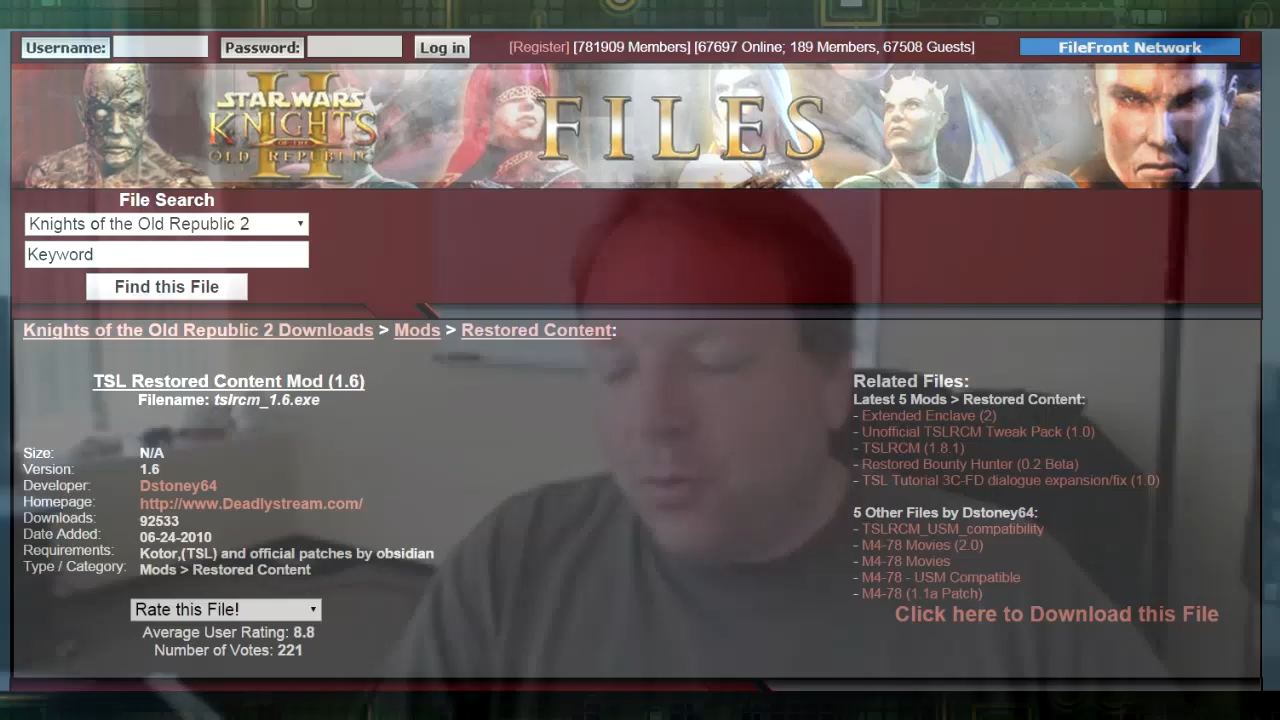 Username: Password: Log in [Register] [781909 Members] [67697 Online; 189 Members, 67508 Guests] FileFront Network
STAR WARS
KNIGHTS
OF THE
OLD REPUBLIC
II
FILES
File Search
Knights of the Old Republic 2
Keyword
Find this File
Knights of the Old Republic 2 Downloads > Mods > Restored Content:
TSL Restored Content Mod (1.6)
Filename: tslrcm_1.6.exe
Size: N/A
Version: 1.6
Developer: Dstoney64
Homepage: http://www.Deadlystream.com/
Downloads: 92533
Date Added: 06-24-2010
Requirements: Kotor,(TSL) and official patches by obsidian
Type / Category: Mods > Restored Content
Rate this File!
Average User Rating: 8.8
Number of Votes: 221
Related Files:
Latest 5 Mods > Restored Content:
- Extended Enclave (2)
- Unofficial TSLRCM Tweak Pack (1.0)
- TSLRCM (1.8.1)
- Restored Bounty Hunter (0.2 Beta)
- TSL Tutorial 3C-FD dialogue expansion/fix (1.0)
5 Other Files by Dstoney64:
- TSLRCM_USM_compatibility
- M4-78 Movies (2.0)
- M4-78 Movies
- M4-78 - USM Compatible
- M4-78 (1.1a Patch)
Click here to Download this File